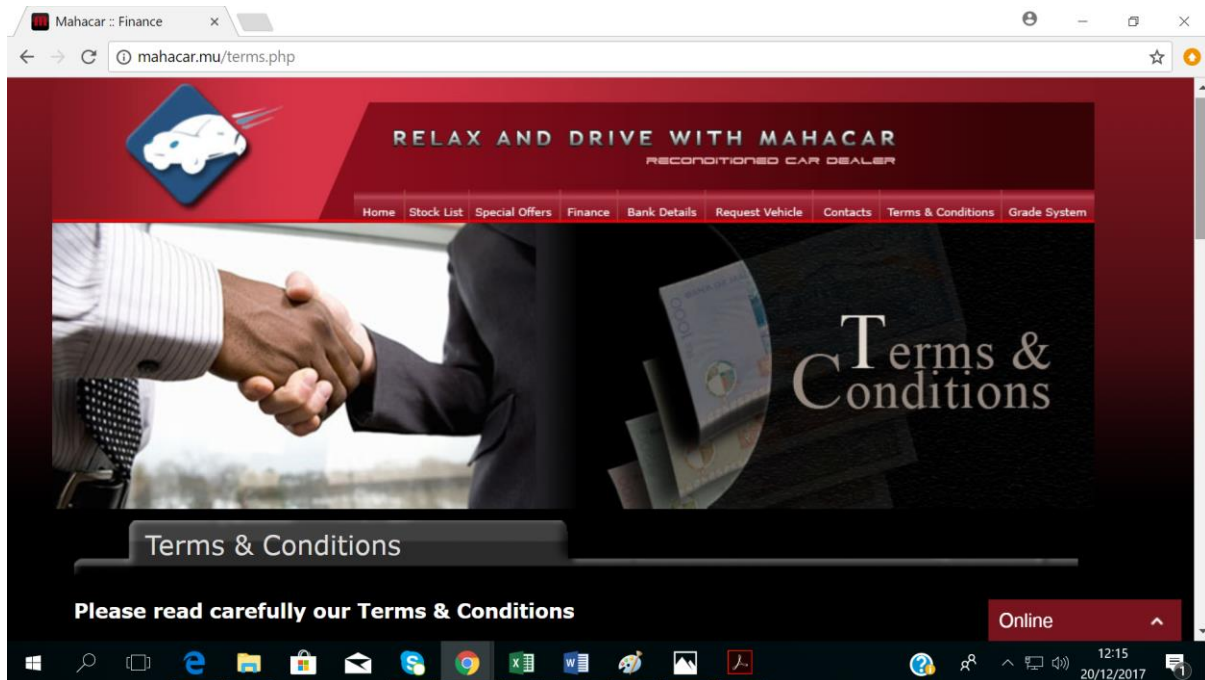 Mahacar :: Finance
mahacar.mu/terms.php
RELAX AND DRIVE WITH MAHACAR
RECONDITIONED CAR DEALER
Home Stock List Special Offers Finance Bank Details Request Vehicle Contacts Terms & Conditions Grade System
Terms &
Conditions
Terms & Conditions
Please read carefully our Terms & Conditions
Online
12:15
20/12/2017
1